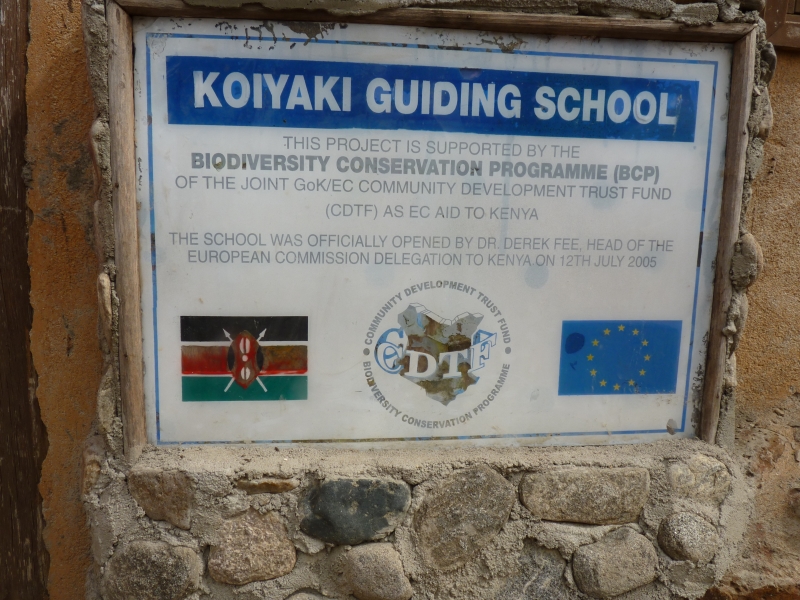 KOIYAKI GUIDING SCHOOL
THIS PROJECT IS SUPPORTED BY THE
BIODIVERSITY CONSERVATION PROGRAMME (BCP)
OF THE JOINT GoK/EC COMMUNITY DEVELOPMENT TRUST FUND
(CDTF) AS EC AID TO KENYA
THE SCHOOL WAS OFFICIALLY OPENED BY DR. DEREK FEE, HEAD OF THE
EUROPEAN COMMISSION DELEGATION TO KENYA ON 12TH JULY 2005
COMMUNITY DEVELOPMENT TRUST FUND
CDTF
BIODIVERSITY CONSERVATION PROGRAMME